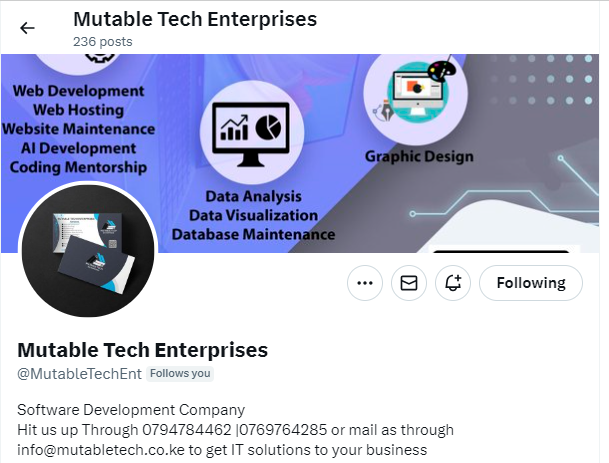 Mutable Tech Enterprises
236 posts
Web Development
Web Hosting
Website Maintenance
AI Development
Coding Mentorship
Data Analysis
Data Visualization
Database Maintenance
Graphic Design
Following
Mutable Tech Enterprises
@MutableTechEnt Follows you
Software Development Company
Hit us up Through 0794784462 |0769764285 or mail as through
info@mutabletech.co.ke to get IT solutions to your business